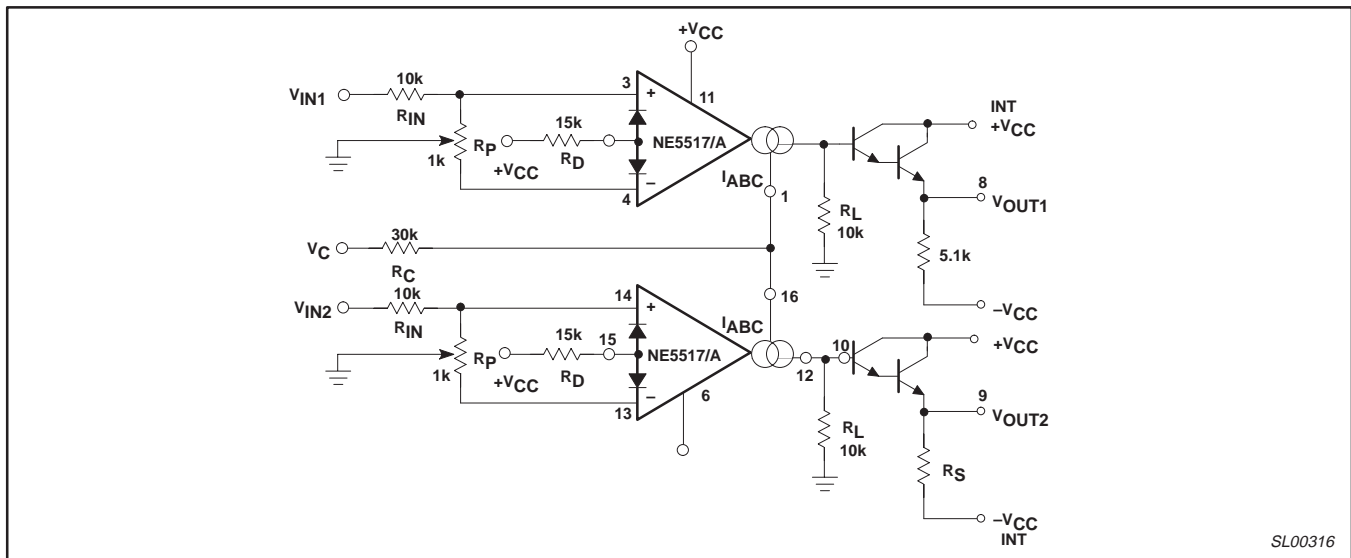 +VCC
10k
VIN1
RIN
3
+
11
INT
+VCC
RP
1k
15k
+VCC
RD
NE5517/A
–
4
IABC
1
RL
10k
8
VOUT1
5.1k
–VCC
VC
30k
RC
10k
VIN2
RIN
14
+
16
IABC
+VCC
RP
1k
15k
15
+VCC
RD
NE5517/A
–
13
6
12
10
RL
10k
9
VOUT2
RS
–VCC
INT
SL00316